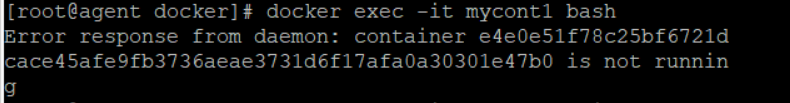 [root@agent docker]# docker exec -it mycont1 bash
Error response from daemon: container e4e0e51f78c25bf6721d
cace45afe9fb3736aeae3731d6f17afa0a30301e47b0 is not runnin
g